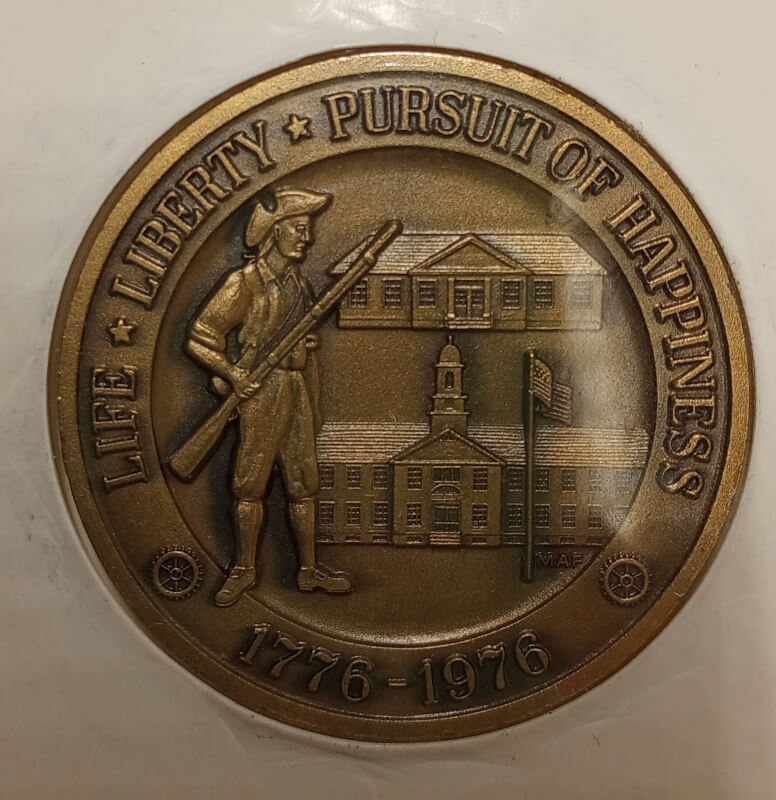 LIFE ★ LIBERTY ★ PURSUIT OF HAPPINESS
MAF
1776-1976